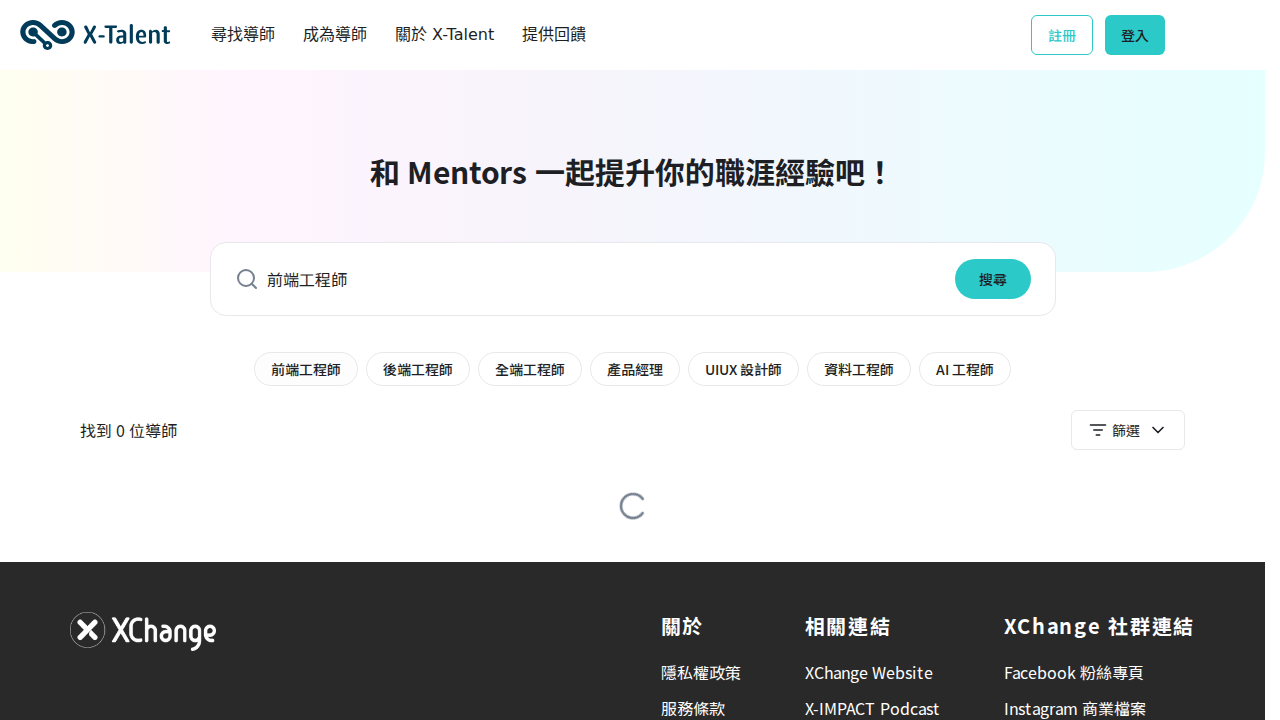 X-Talent 尋找導師 成為導師 關於 X-Talent 提供回饋 註冊 登入
和 Mentors 一起提升你的職涯經驗吧！
前端工程師 搜尋
前端工程師 後端工程師 全端工程師 產品經理 UIUX 設計師 資料工程師 AI 工程師
找到 0 位導師 篩選
XChange 關於 相關連結 XChange 社群連結
隱私權政策 XChange Website Facebook 粉絲專頁
服務條款 X-IMPACT Podcast Instagram 商業檔案